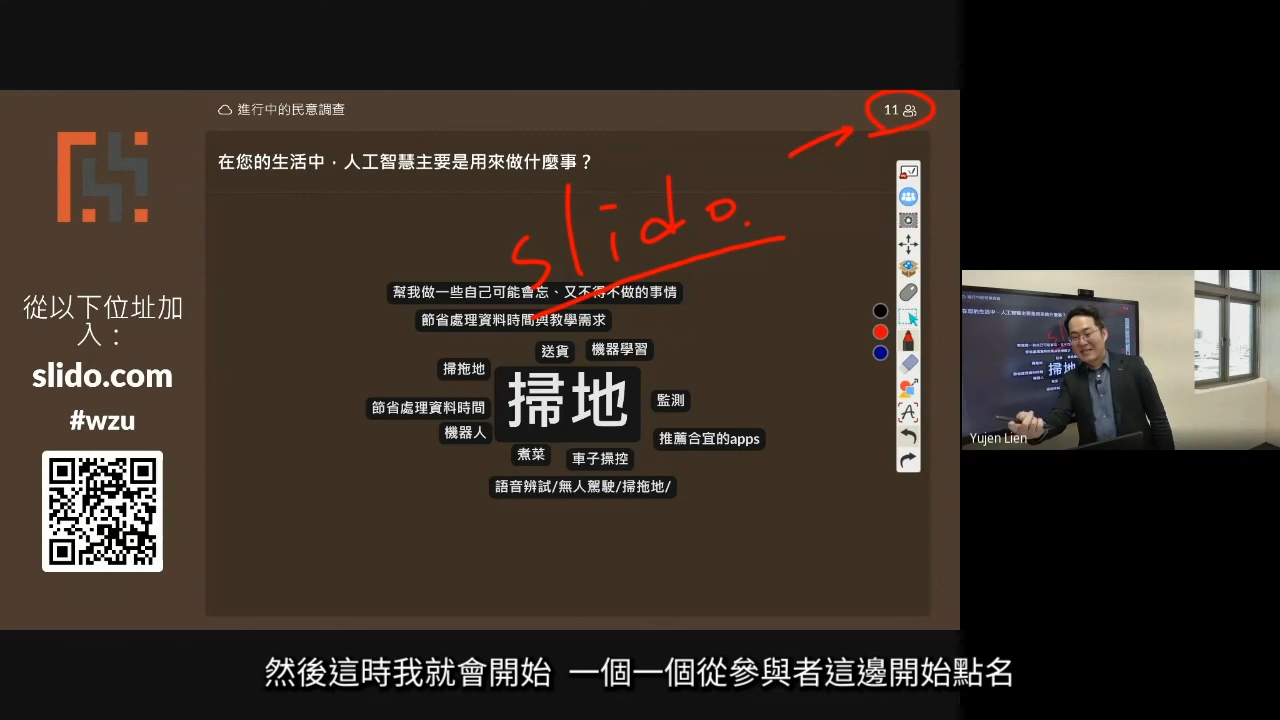 進行中的民意調查
11
在您的生活中,人工智慧主要是用來做什麼事?
slido.
幫我做一些自己可能會忘、又不得不做的事情
節省處理資料時間與教學需求
送貨
機器學習
掃拖地
掃地
監測
節省處理資料時間
機器人
推薦合宜的apps
煮菜
車子操控
語音辨試/無人駕駛/掃拖地/
從以下位址加
入:
slido.com
#wzu
A
Yujen Lien
然後這時我就會開始 一個一個從參與者這邊開始點名